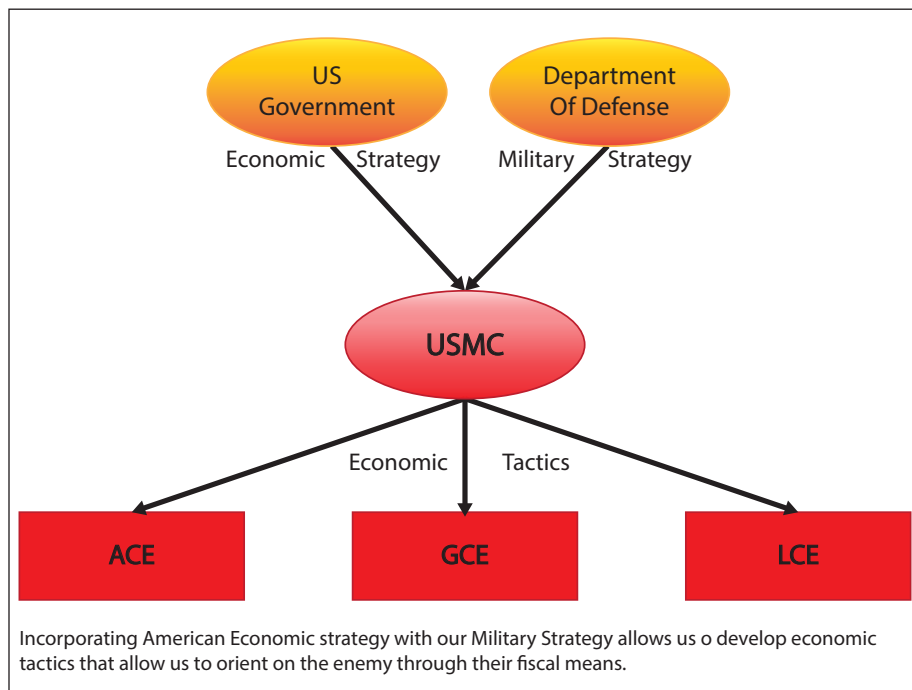 US
Government
Department
Of Defense
Economic Strategy
Military Strategy
USMC
Economic Tactics
ACE
GCE
LCE
Incorporating American Economic strategy with our Military Strategy allows us o develop economic
tactics that allow us to orient on the enemy through their fiscal means.